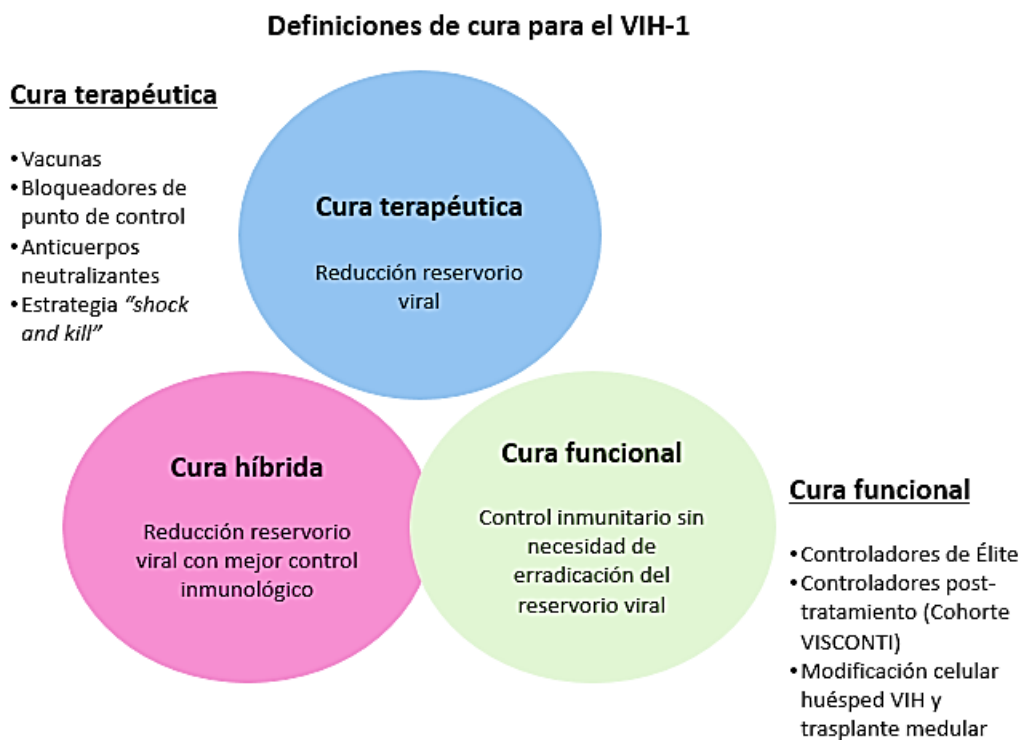 Definiciones de cura para el VIH-1
Cura terapéutica
• Vacunas
• Bloqueadores de
punto de control
• Anticuerpos
neutralizantes
• Estrategia “shock
and kill”
Cura terapéutica
Reducción reservorio
viral
Cura híbrida
Reducción reservorio
viral con mejor control
inmunológico
Cura funcional
Control inmunitario sin
necesidad de
erradicación del
reservorio viral
Cura funcional
• Controladores de Élite
• Controladores post-
tratamiento (Cohorte
VISCONTI)
• Modificación celular
huésped VIH y
trasplante medular